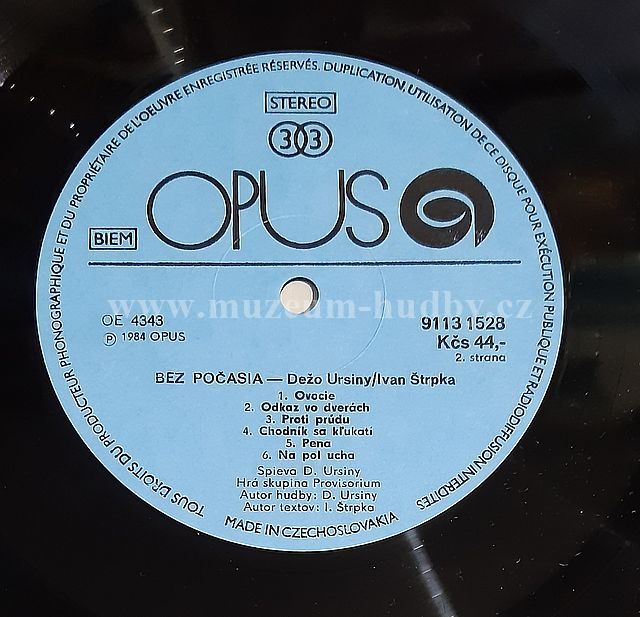 TOUS DROITS DU PRODUCTEUR PHONOGRAPHIQUE ET DU PROPRIÉTAIRE DE L'OEUVRE ENREGISTRÉE RÉSERVÉS. DUPLICATION, UTILISATION DE CE DISQUE POUR EXÉCUTION PUBLIQUE ET RADIODIFFUSION INTERDITES
STEREO
33
OPUS
BIEM
www.muzeum-hudby.cz
OE 4343
9113 1528
Ⓟ 1984 OPUS
Kčs 44,-
2. strana
BEZ POČASIA — Dežo Ursiny/Ivan Štrpka
1. Ovocie
2. Odkaz vo dverách
3. Proti prúdu
4. Chodník sa kľukatí
5. Pena
6. Na pol ucha
Spieva D. Ursiny
Hrá skupina Provisorium
Autor hudby: D. Ursiny
Autor textov: I. Štrpka
MADE IN CZECHOSLOVAKIA